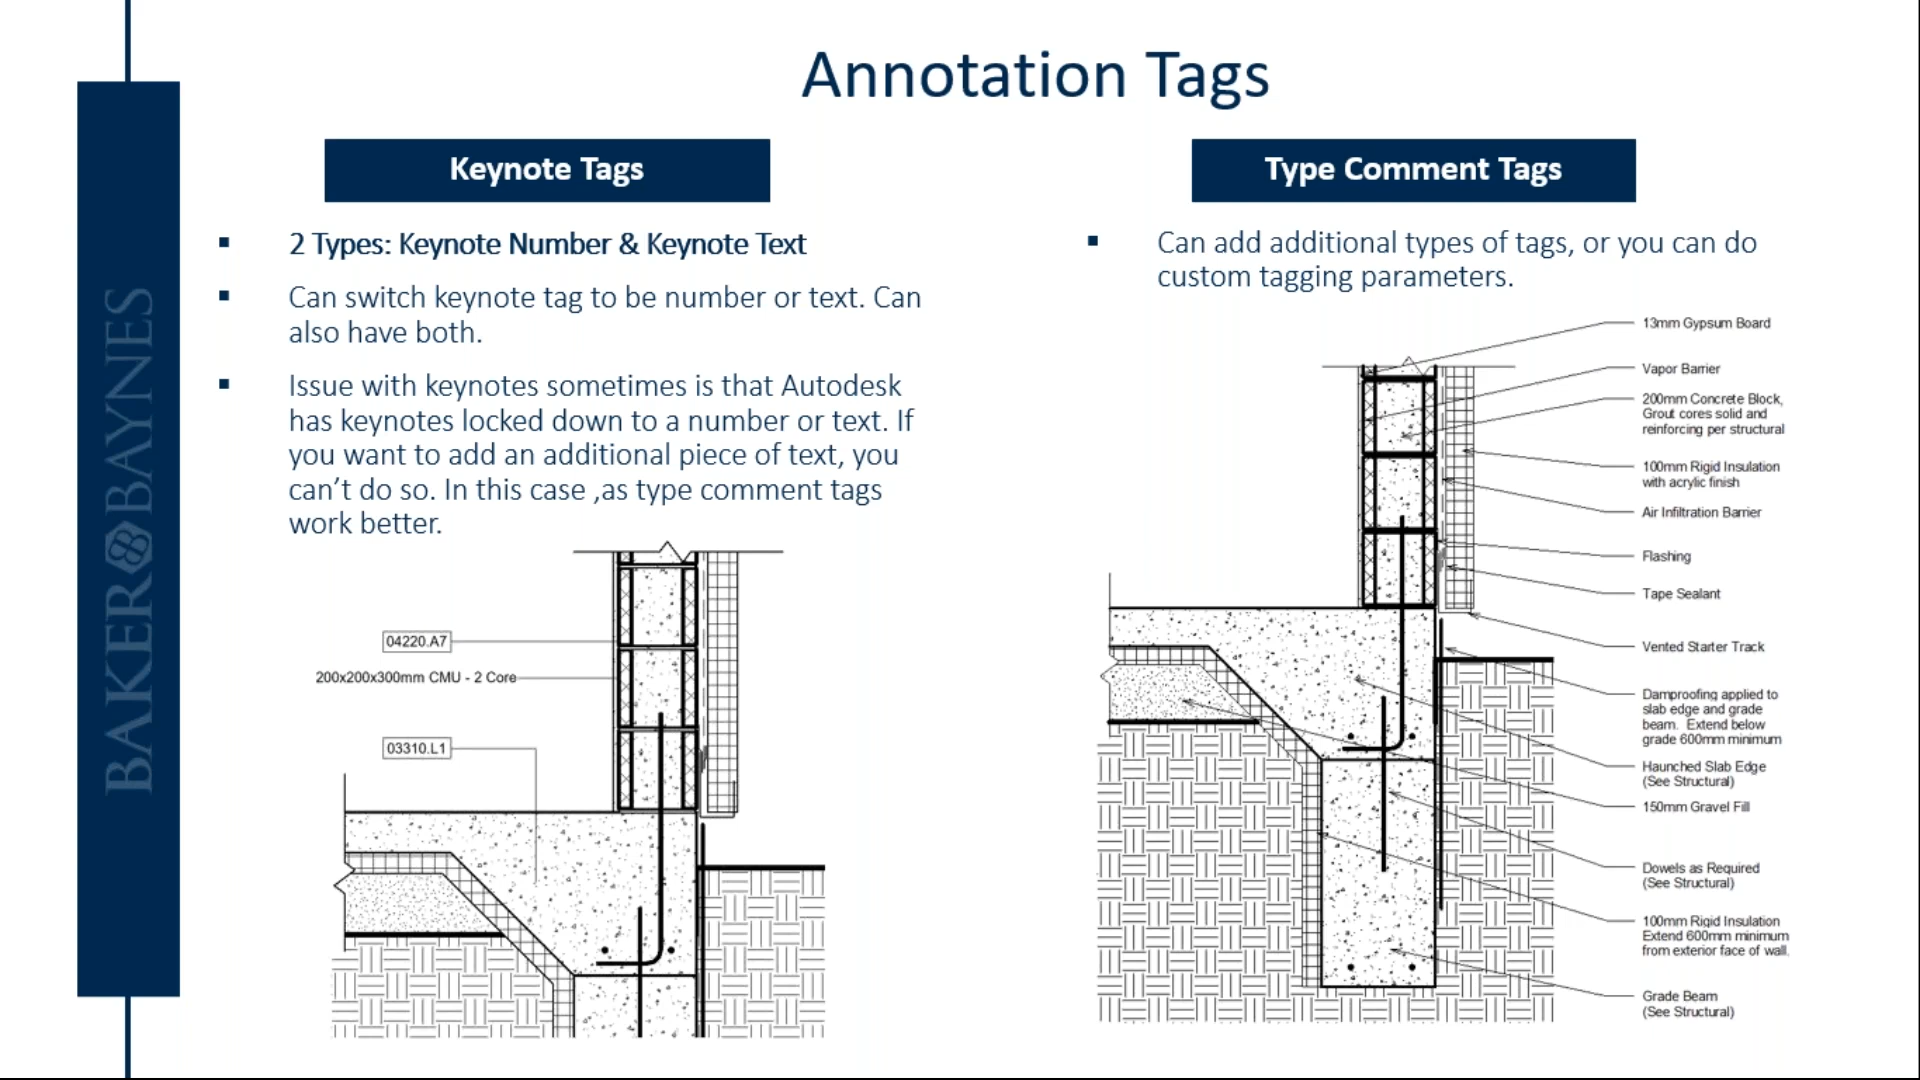 Annotation Tags
BAKER BAYNES
Keynote Tags
▪ 2 Types: Keynote Number & Keynote Text
▪ Can switch keynote tag to be number or text. Can
also have both.
▪ Issue with keynotes sometimes is that Autodesk
has keynotes locked down to a number or text. If
you want to add an additional piece of text, you
can’t do so. In this case ,as type comment tags
work better.
04220.A7
200x200x300mm CMU - 2 Core
03310.L1
Type Comment Tags
▪ Can add additional types of tags, or you can do
custom tagging parameters.
13mm Gypsum Board
Vapor Barrier
200mm Concrete Block,
Grout cores solid and
reinforcing per structural
100mm Rigid Insulation
with acrylic finish
Air Infiltration Barrier
Flashing
Tape Sealant
Vented Starter Track
Damproofing applied to
slab edge and grade
beam. Extend below
grade 600mm minimum
Haunched Slab Edge
(See Structural)
150mm Gravel Fill
Dowels as Required
(See Structural)
100mm Rigid Insulation
Extend 600mm minimum
from exterior face of wall.
Grade Beam
(See Structural)